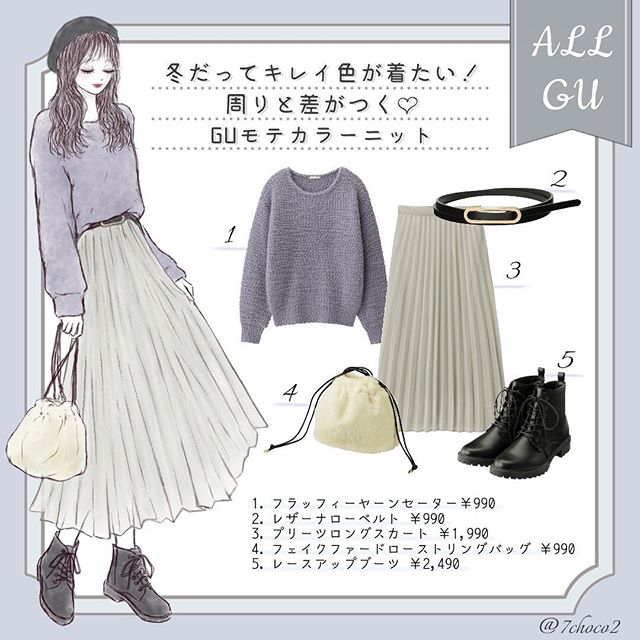 ALL
GU
冬だってキレイ色が着たい！
周りと差がつく♡
GUモテカラーニット
1
2
3
4
5
1. フラッフィーヤーンセーター¥990
2. レザーナローベルト ¥990
3. プリーツロングスカート ¥1,990
4. フェイクファードローストリングバッグ ¥990
5. レースアップブーツ ¥2,490
@7choco2